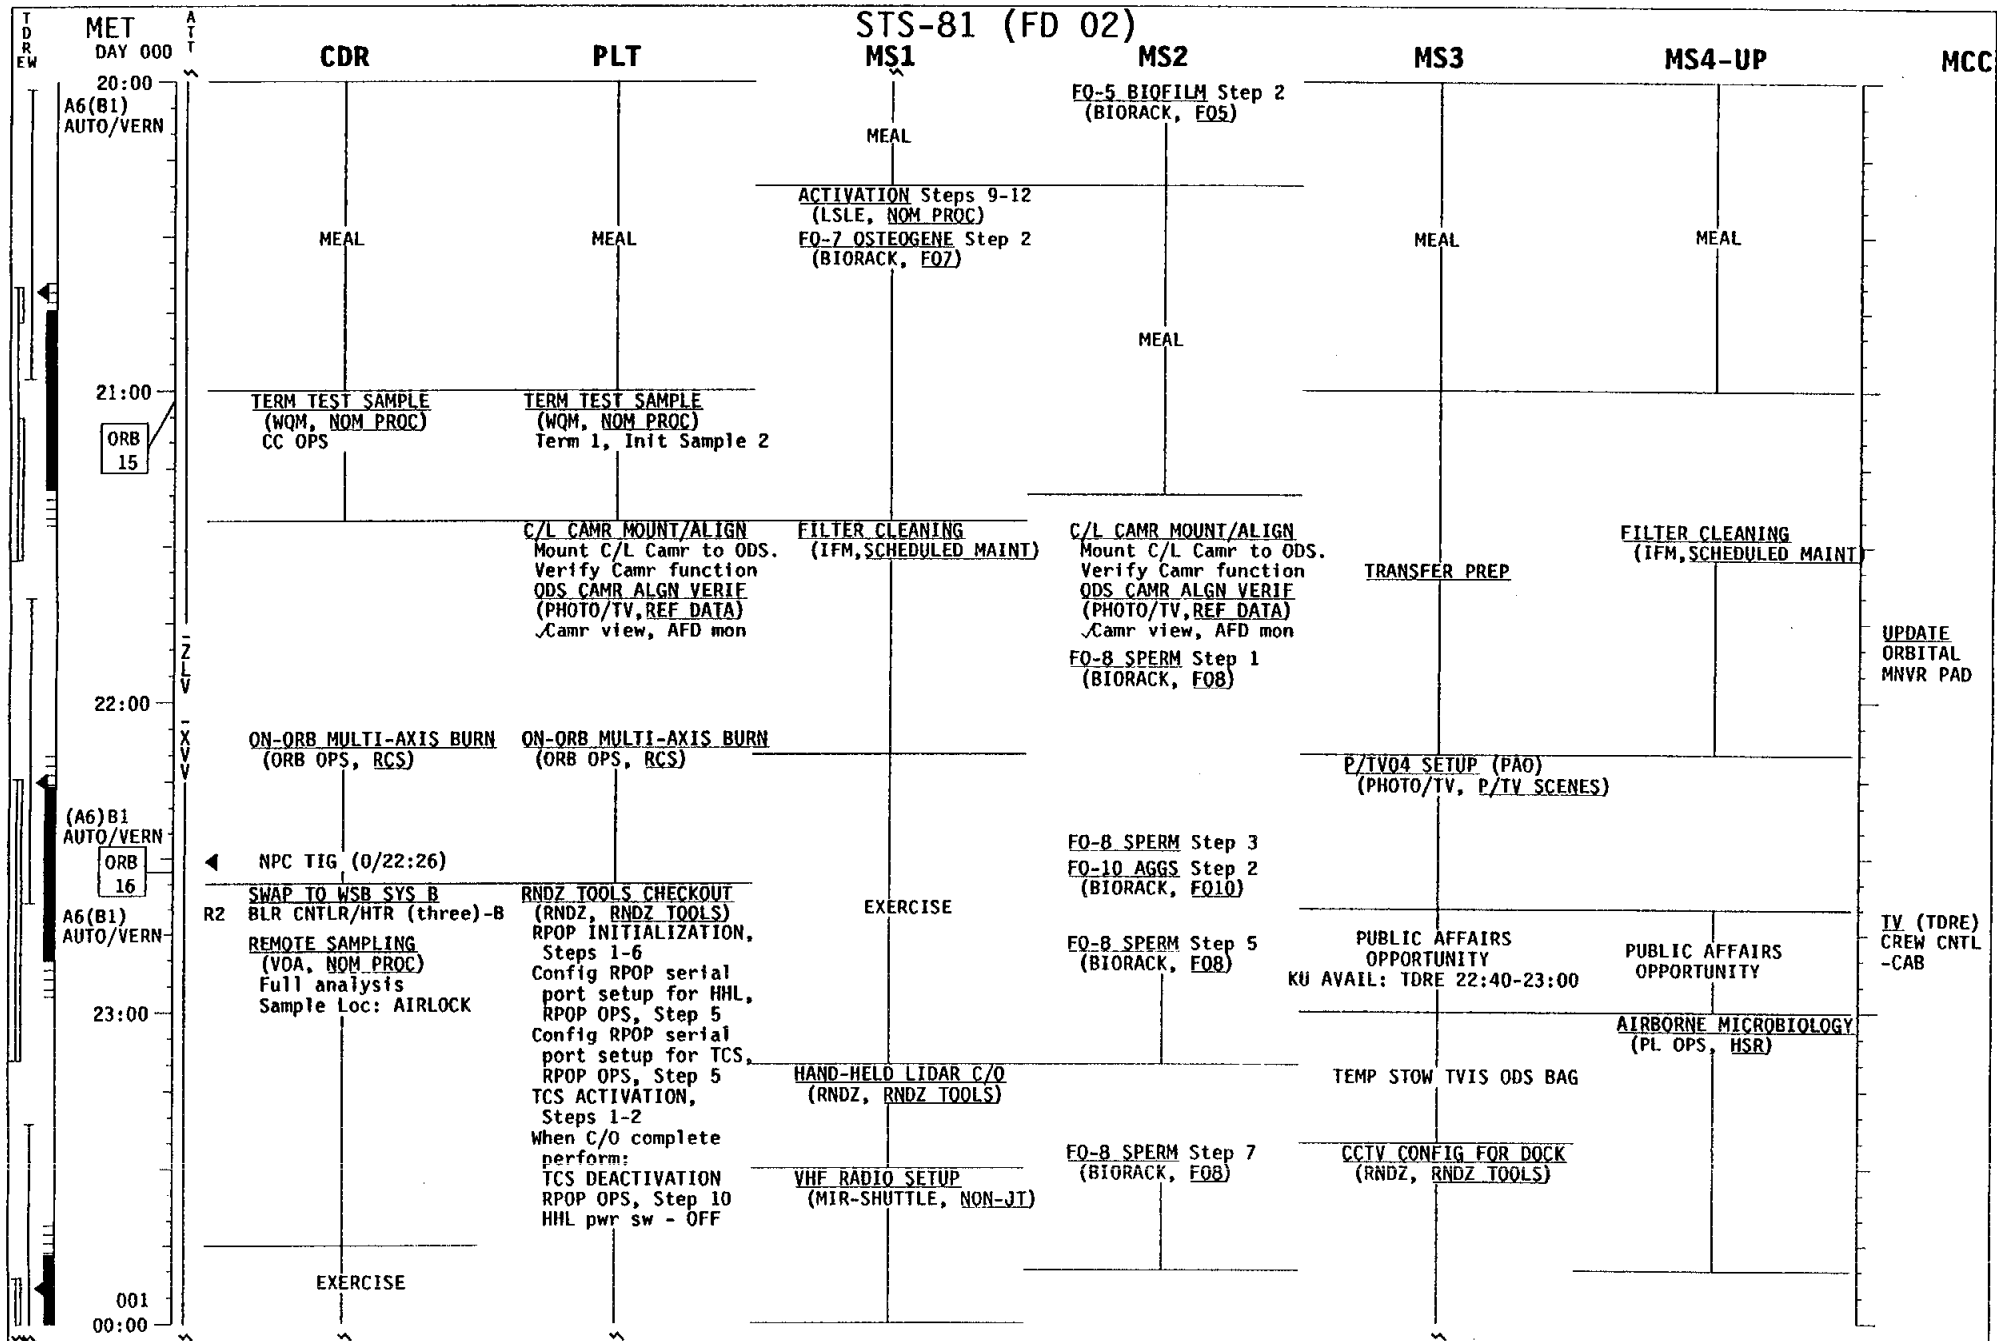 STS-81 (FD 02)
T
D
R
E W
MET
DAY 000
A
T
T
CDR
PLT
MS1
MS2
MS3
MS4-UP
MCC
20:00
A6(B1)
AUTO/VERN
21:00
ORB
15
-ZLV
22:00
-XVV
(A6)B1
AUTO/VERN
ORB
16
A6(B1)
AUTO/VERN
23:00
001
00:00
MEAL
TERM TEST SAMPLE
(WQM, NOM PROC)
CC OPS
ON-ORB MULTI-AXIS BURN
(ORB OPS, RCS)
◀ NPC TIG (0/22:26)
SWAP TO WSB SYS B
R2 BLR CNTLR/HTR (three)-B
REMOTE SAMPLING
(VOA, NOM PROC)
Full analysis
Sample Loc: AIRLOCK
EXERCISE
MEAL
TERM TEST SAMPLE
(WQM, NOM PROC)
Term 1, Init Sample 2
C/L CAMR MOUNT/ALIGN
Mount C/L Camr to ODS.
Verify Camr function
ODS CAMR ALGN VERIF
(PHOTO/TV,REF DATA)
✓Camr view, AFD mon
ON-ORB MULTI-AXIS BURN
(ORB OPS, RCS)
RNDZ TOOLS CHECKOUT
(RNDZ, RNDZ TOOLS)
RPOP INITIALIZATION,
Steps 1-6
Config RPOP serial
port setup for HHL,
RPOP OPS, Step 5
Config RPOP serial
port setup for TCS,
RPOP OPS, Step 5
TCS ACTIVATION,
Steps 1-2
When C/O complete
perform:
TCS DEACTIVATION
RPOP OPS, Step 10
HHL pwr sw - OFF
MEAL
ACTIVATION Steps 9-12
(LSLE, NOM PROC)
FO-7 OSTEOGENE Step 2
(BIORACK, FO7)
FILTER CLEANING
(IFM,SCHEDULED MAINT)
EXERCISE
HAND-HELD LIDAR C/O
(RNDZ, RNDZ TOOLS)
VHF RADIO SETUP
(MIR-SHUTTLE, NON-JT)
FO-5 BIOFILM Step 2
(BIORACK, FO5)
MEAL
C/L CAMR MOUNT/ALIGN
Mount C/L Camr to ODS.
Verify Camr function
ODS CAMR ALGN VERIF
(PHOTO/TV,REF DATA)
✓Camr view, AFD mon
FO-8 SPERM Step 1
(BIORACK, FO8)
FO-8 SPERM Step 3
FO-10 AGGS Step 2
(BIORACK, FO10)
FO-8 SPERM Step 5
(BIORACK, FO8)
FO-8 SPERM Step 7
(BIORACK, FO8)
MEAL
TRANSFER PREP
P/TV04 SETUP (PAO)
(PHOTO/TV, P/TV SCENES)
PUBLIC AFFAIRS
OPPORTUNITY
KU AVAIL: TDRE 22:40-23:00
TEMP STOW TVIS ODS BAG
CCTV CONFIG FOR DOCK
(RNDZ, RNDZ TOOLS)
MEAL
FILTER CLEANING
(IFM,SCHEDULED MAINT)
PUBLIC AFFAIRS
OPPORTUNITY
AIRBORNE MICROBIOLOGY
(PL OPS, HSR)
UPDATE
ORBITAL
MNVR PAD
TV (TDRE)
CREW CNTL
-CAB